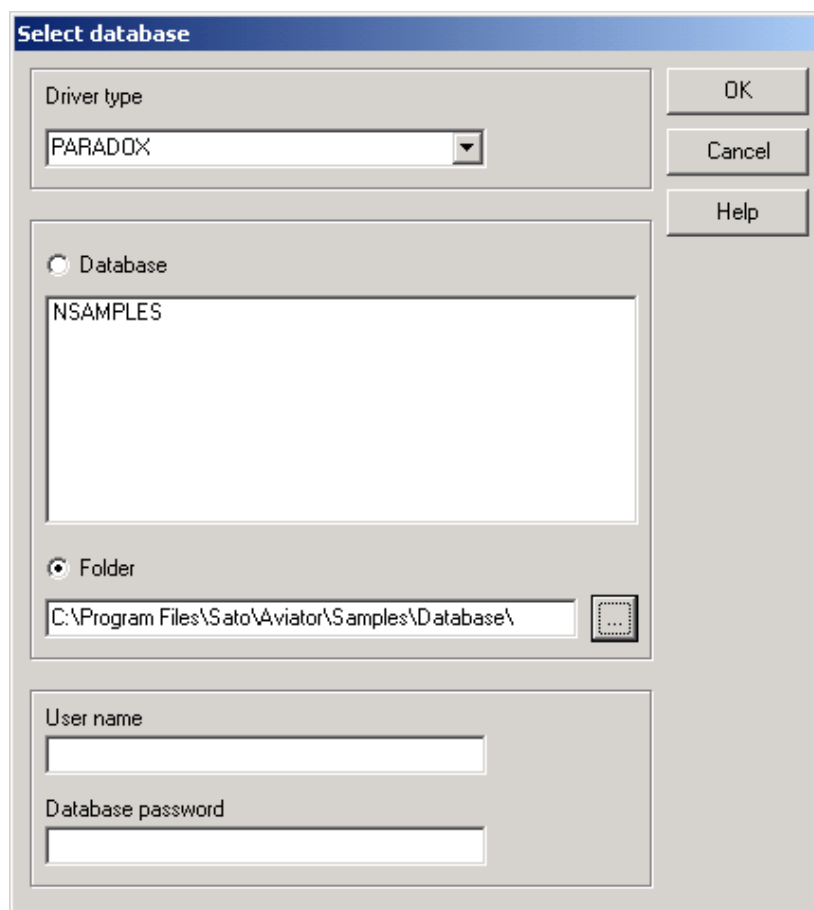 Select database
Driver type
PARADOX
OK
Cancel
Help
Database
NSAMPLES
Folder
C:\Program Files\Sato\Aviator\Samples\Database\
...
User name
Database password